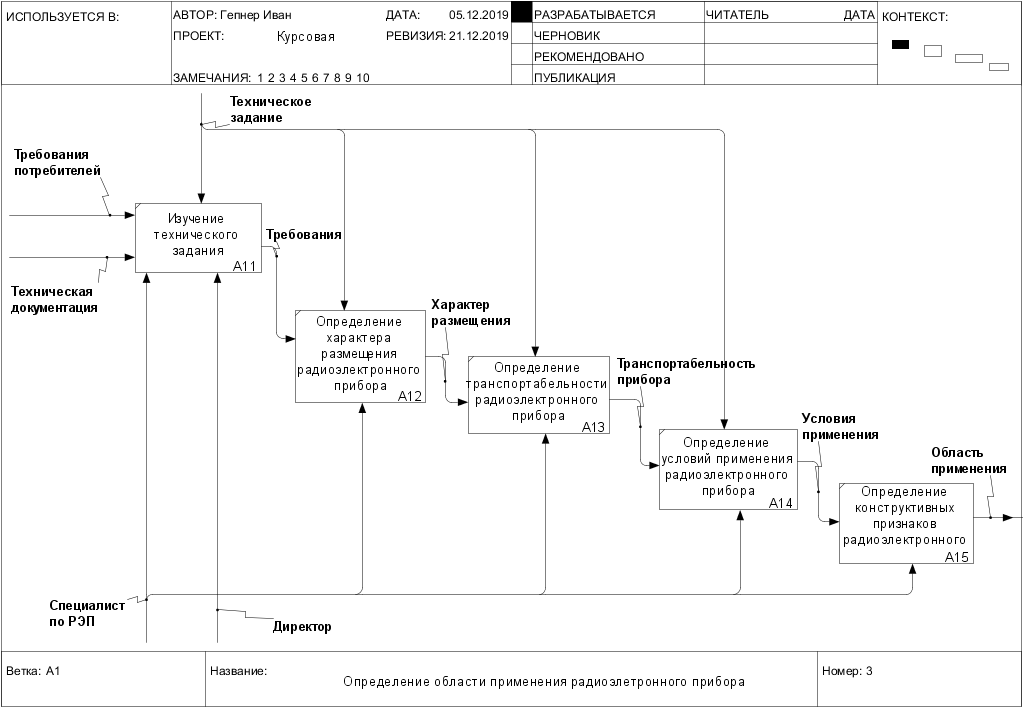 ИСПОЛЬЗУЕТСЯ В:
АВТОР: Гепнер Иван
ДАТА: 05.12.2019
РАЗРАБАТЫВАЕТСЯ
ЧИТАТЕЛЬ
ДАТА
КОНТЕКСТ:
ПРОЕКТ: Курсовая
РЕВИЗИЯ: 21.12.2019
ЧЕРНОВИК
РЕКОМЕНДОВАНО
ЗАМЕЧАНИЯ: 1 2 3 4 5 6 7 8 9 10
ПУБЛИКАЦИЯ
Техническое
задание
Требования
потребителей
Изучение
технического
задания
A11
Требования
Техническая
документация
Определение
характера
размещения
радиоэлектронного
прибора
A12
Характер
размещения
Определение
транспортабельности
радиоэлектронного
прибора
A13
Транспортабельность
прибора
Определение
условий применения
радиоэлектронного
прибора
A14
Условия
применения
Определение
конструктивных
признаков
радиоэлектронного
A15
Область
применения
Специалист
по РЭП
Директор
Ветка: A1
Название:
Определение области применения радиоэлетронного прибора
Номер: 3